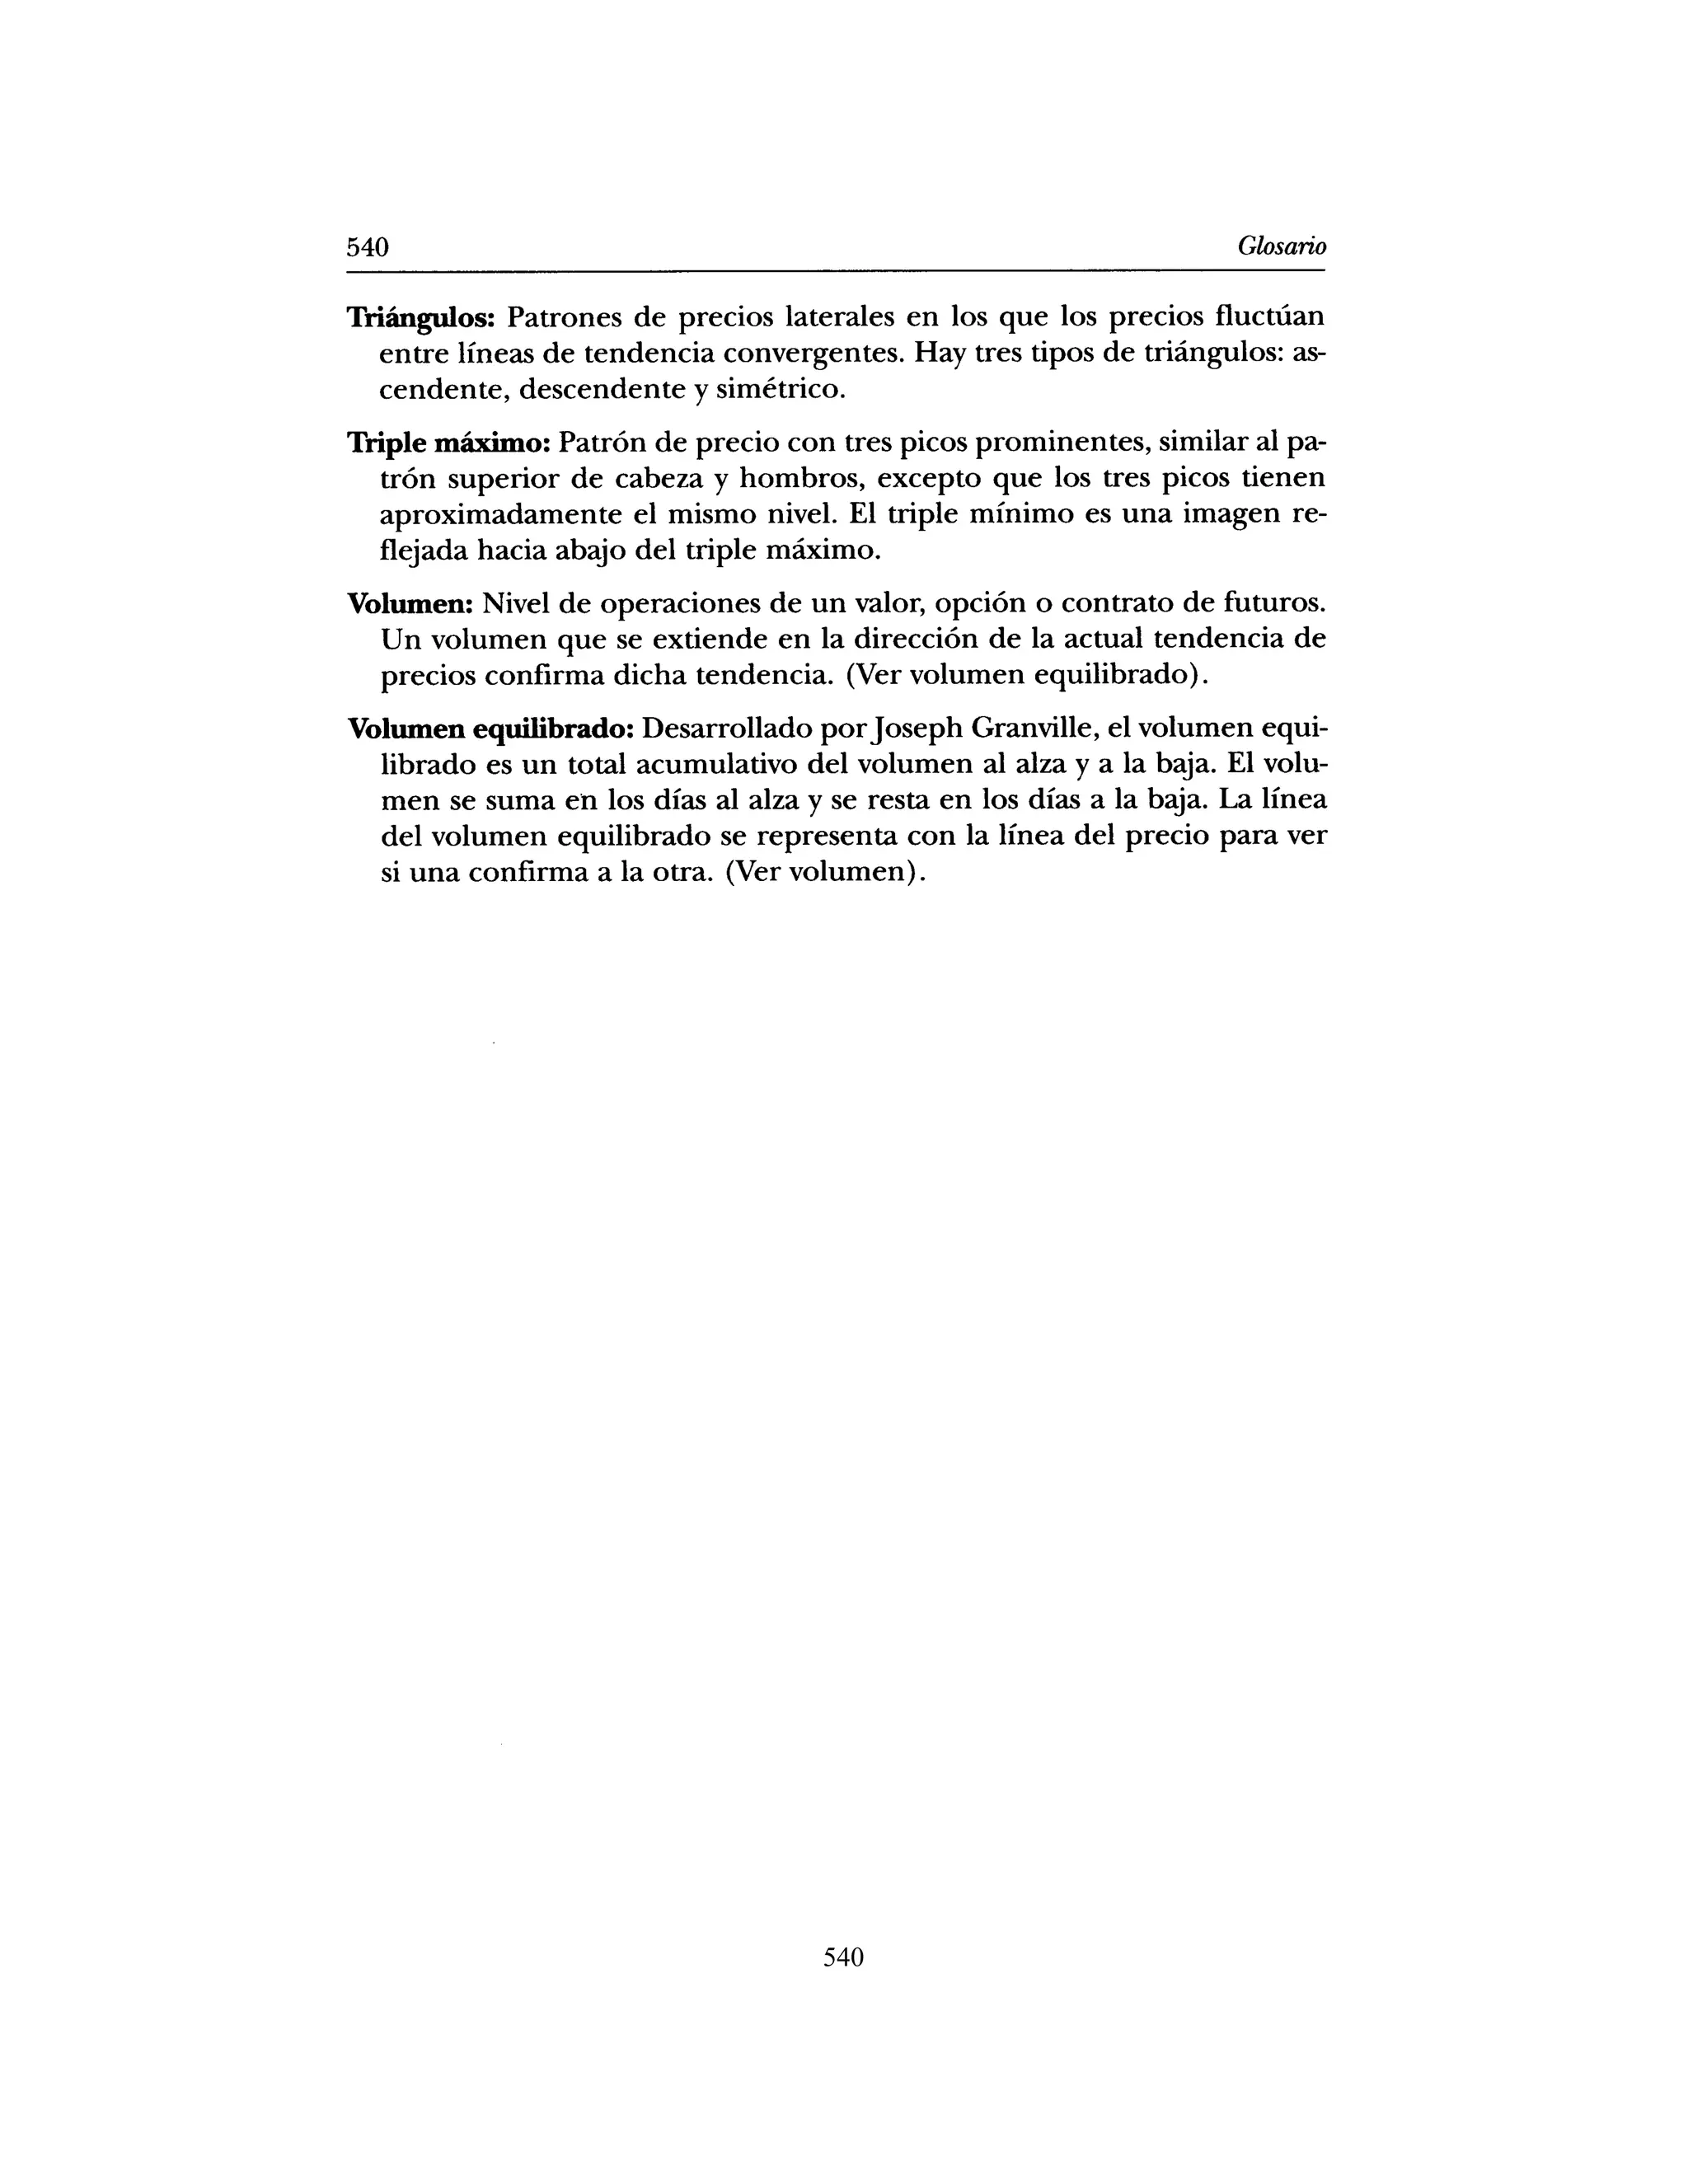 540 Glosario
Triángulos: Patrones de precios laterales en los que los precios fluctúan
entre líneas de tendencia convergentes. Hay tres tipos de triángulos: as-
cendente, descendente y simétrico.
Triple máximo: Patrón de precio con tres picos prominentes, similar al pa-
trón superior de cabeza y hombros, excepto que los tres picos tienen
aproximadamente el mismo nivel. El triple mínimo es una imagen re-
flejada hacia abajo del triple máximo.
Volumen: Nivel de operaciones de un valor, opción o contrato de futuros.
Un volumen que se extiende en la dirección de la actual tendencia de
precios confirma dicha tendencia. (Ver volumen equilibrado).
Volumen equilibrado: Desarrollado por Joseph Granville, el volumen equi-
librado es un total acumulativo del volumen al alza y a la baja. El volu-
men se suma en los días al alza y se resta en los días a la baja. La línea
del volumen equilibrado se representa con la línea del precio para ver
si una confirma a la otra. (Ver volumen).
540